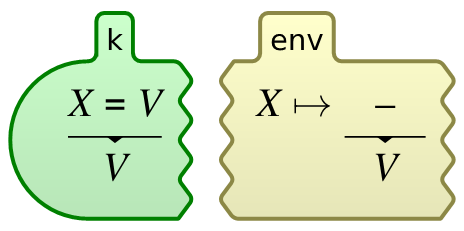 k
X = V
V
env
X ↦ –
V